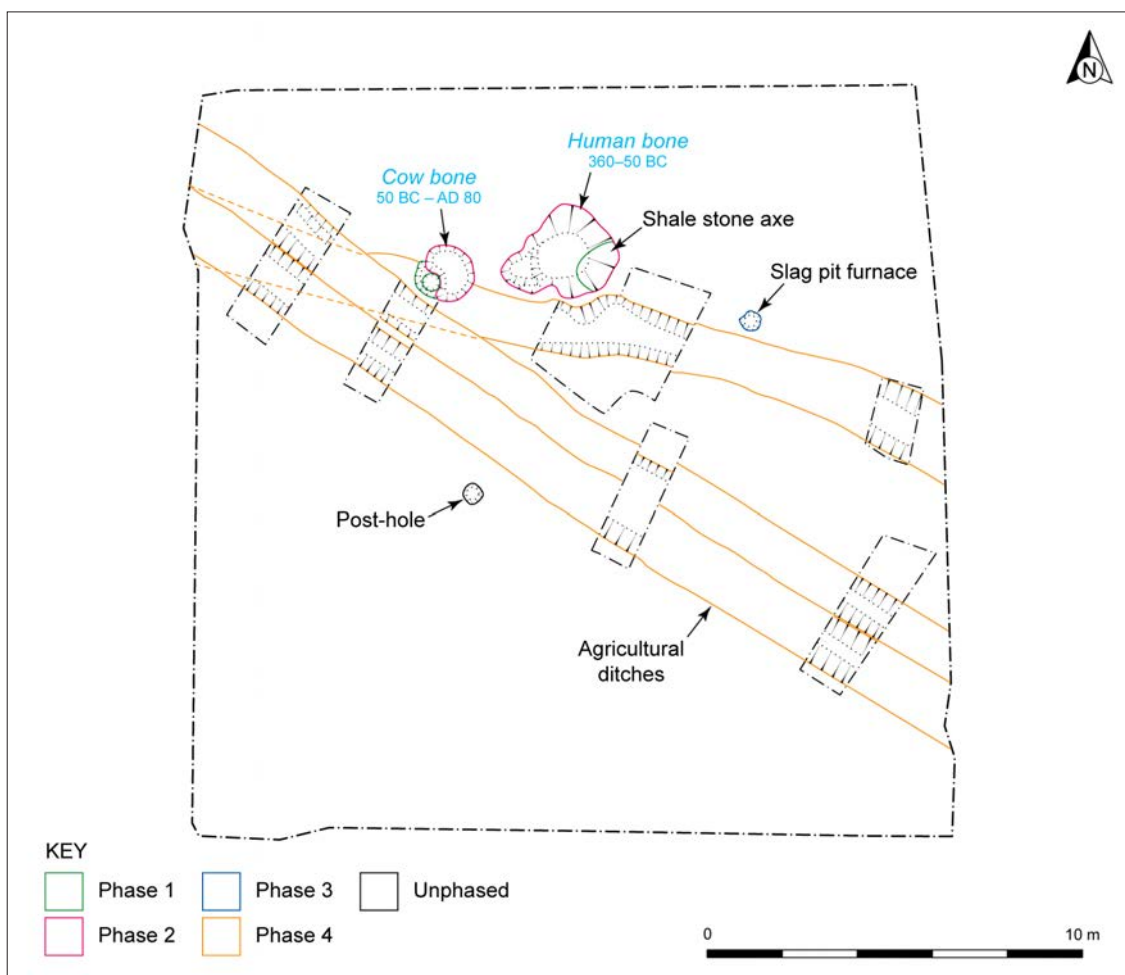 N
Human bone
360–50 BC
Cow bone
50 BC – AD 80
Shale stone axe
Slag pit furnace
Post-hole
Agricultural
ditches
KEY
Phase 1
Phase 3
Unphased
Phase 2
Phase 4
0
10 m